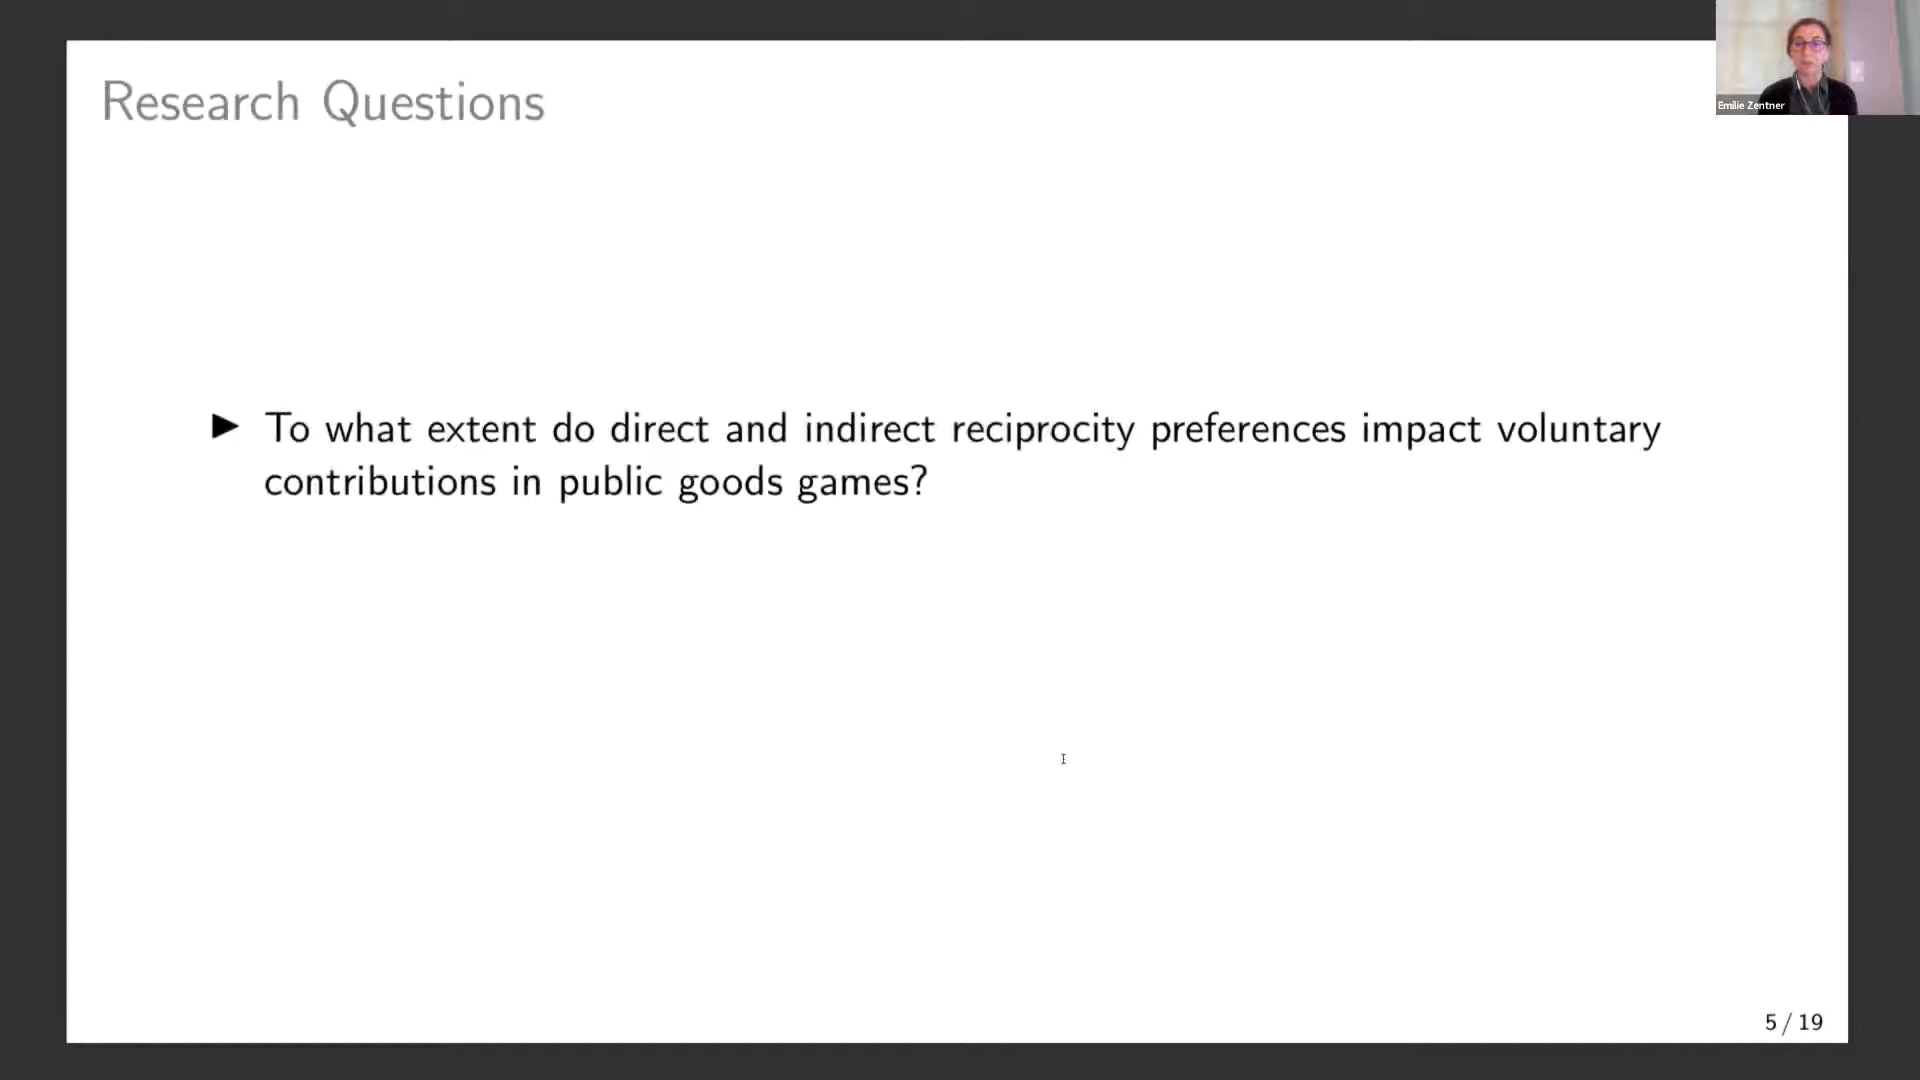 Research Questions
Emilie Zentner
▶ To what extent do direct and indirect reciprocity preferences impact voluntary
contributions in public goods games?
5 / 19